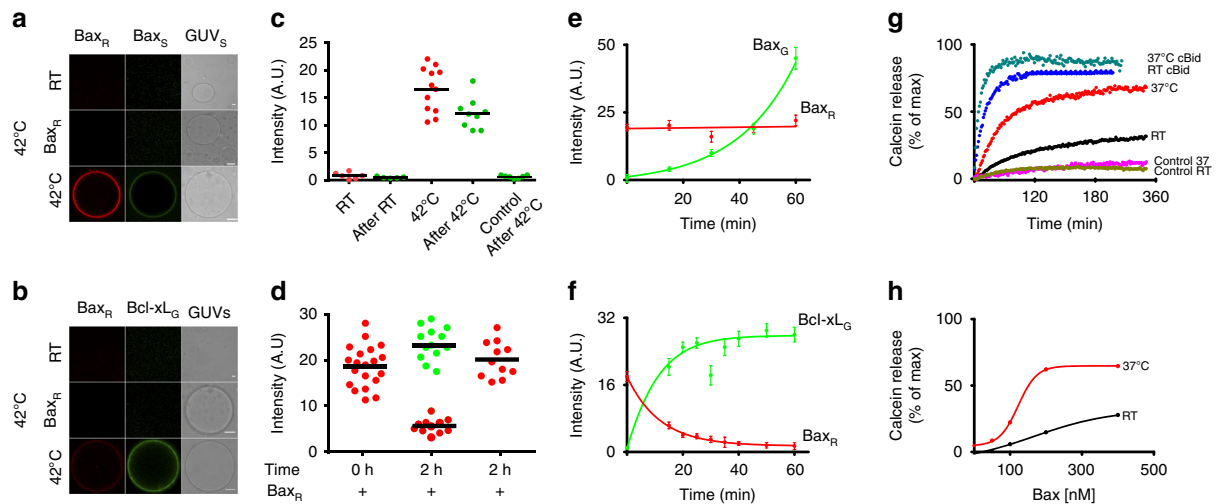 a
Bax_R Bax_S GUV_S
RT
42°C Bax_R
42°C
b
Bax_R Bcl-xL_G GUVs
RT
42°C Bax_R
42°C
c
Intensity (A.U.)
25
20
15
10
5
0
RT
After RT
42°C
After 42°C
Control
After 42°C
d
Intensity (A.U)
30
20
10
0
Time 0 h 2 h 2 h
Bax_R + + +
e
Intensity (A.U.)
50
25
0
Bax_G
Bax_R
0 20 40 60
Time (min)
f
Intensity (A.U.)
32
16
0
Bcl-xL_G
Bax_R
0 20 40 60
Time (min)
g
Calcein release
(% of max)
100
50
0
37°C cBid
RT cBid
37°C
RT
Control 37
Control RT
120 180 360
Time (min)
h
Calcein release
(% of max)
100
50
0
37°C
RT
100 300 500
Bax [nM]